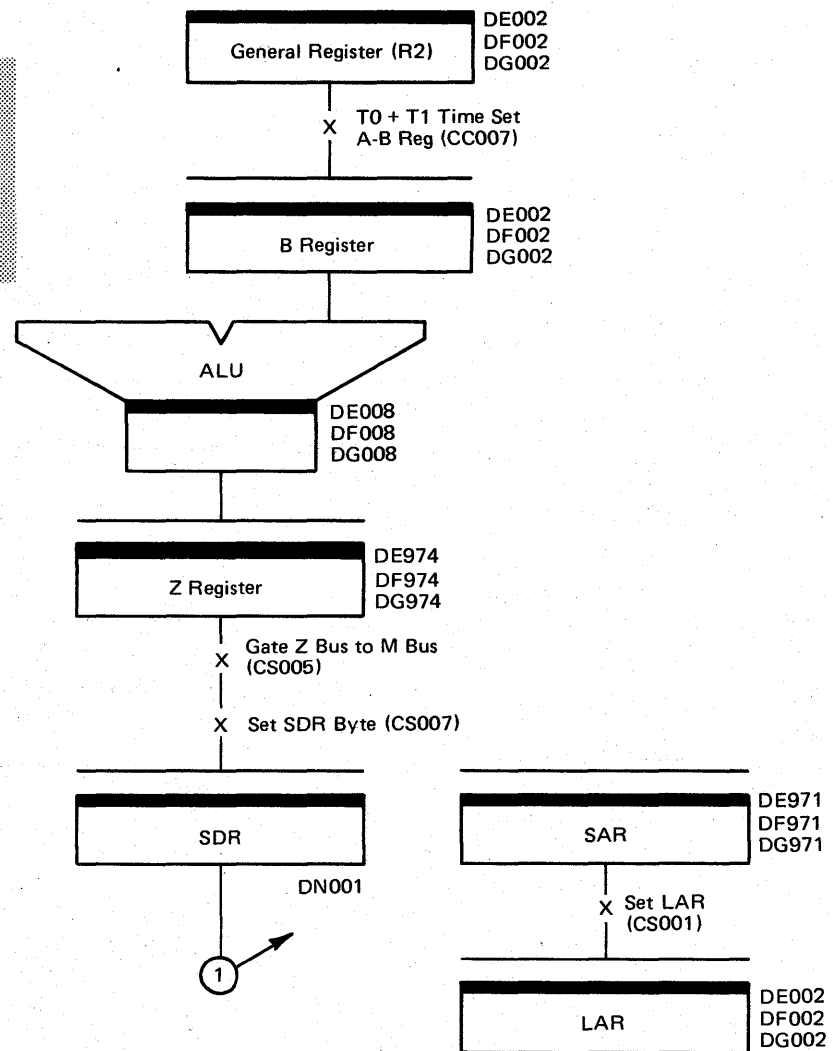 DE002
General Register (R2)
DF002
DG002
X
T0 + T1 Time Set
A-B Reg (CC007)
DE002
B Register
DF002
DG002
ALU
DE008
DF008
DG008
DE974
Z Register
DF974
DG974
X
Gate Z Bus to M Bus
(CS005)
X Set SDR Byte (CS007)
SDR
DN001
1
DE971
SAR
DF971
DG971
X Set LAR
(CS001)
DE002
LAR
DF002
DG002